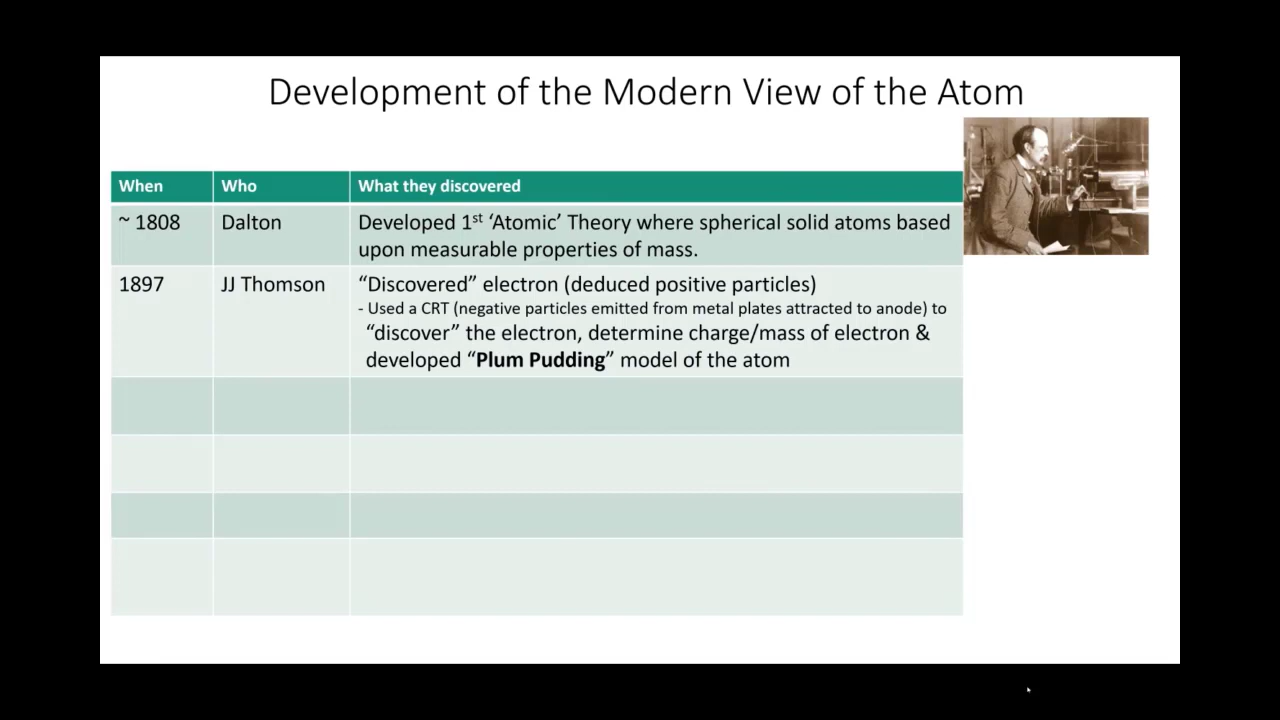 Development of the Modern View of the Atom
When Who What they discovered
~ 1808 Dalton Developed 1st ‘Atomic’ Theory where spherical solid atoms based
upon measurable properties of mass.
1897 JJ Thomson “Discovered” electron (deduced positive particles)
- Used a CRT (negative particles emitted from metal plates attracted to anode) to
“discover” the electron, determine charge/mass of electron &
developed “Plum Pudding” model of the atom